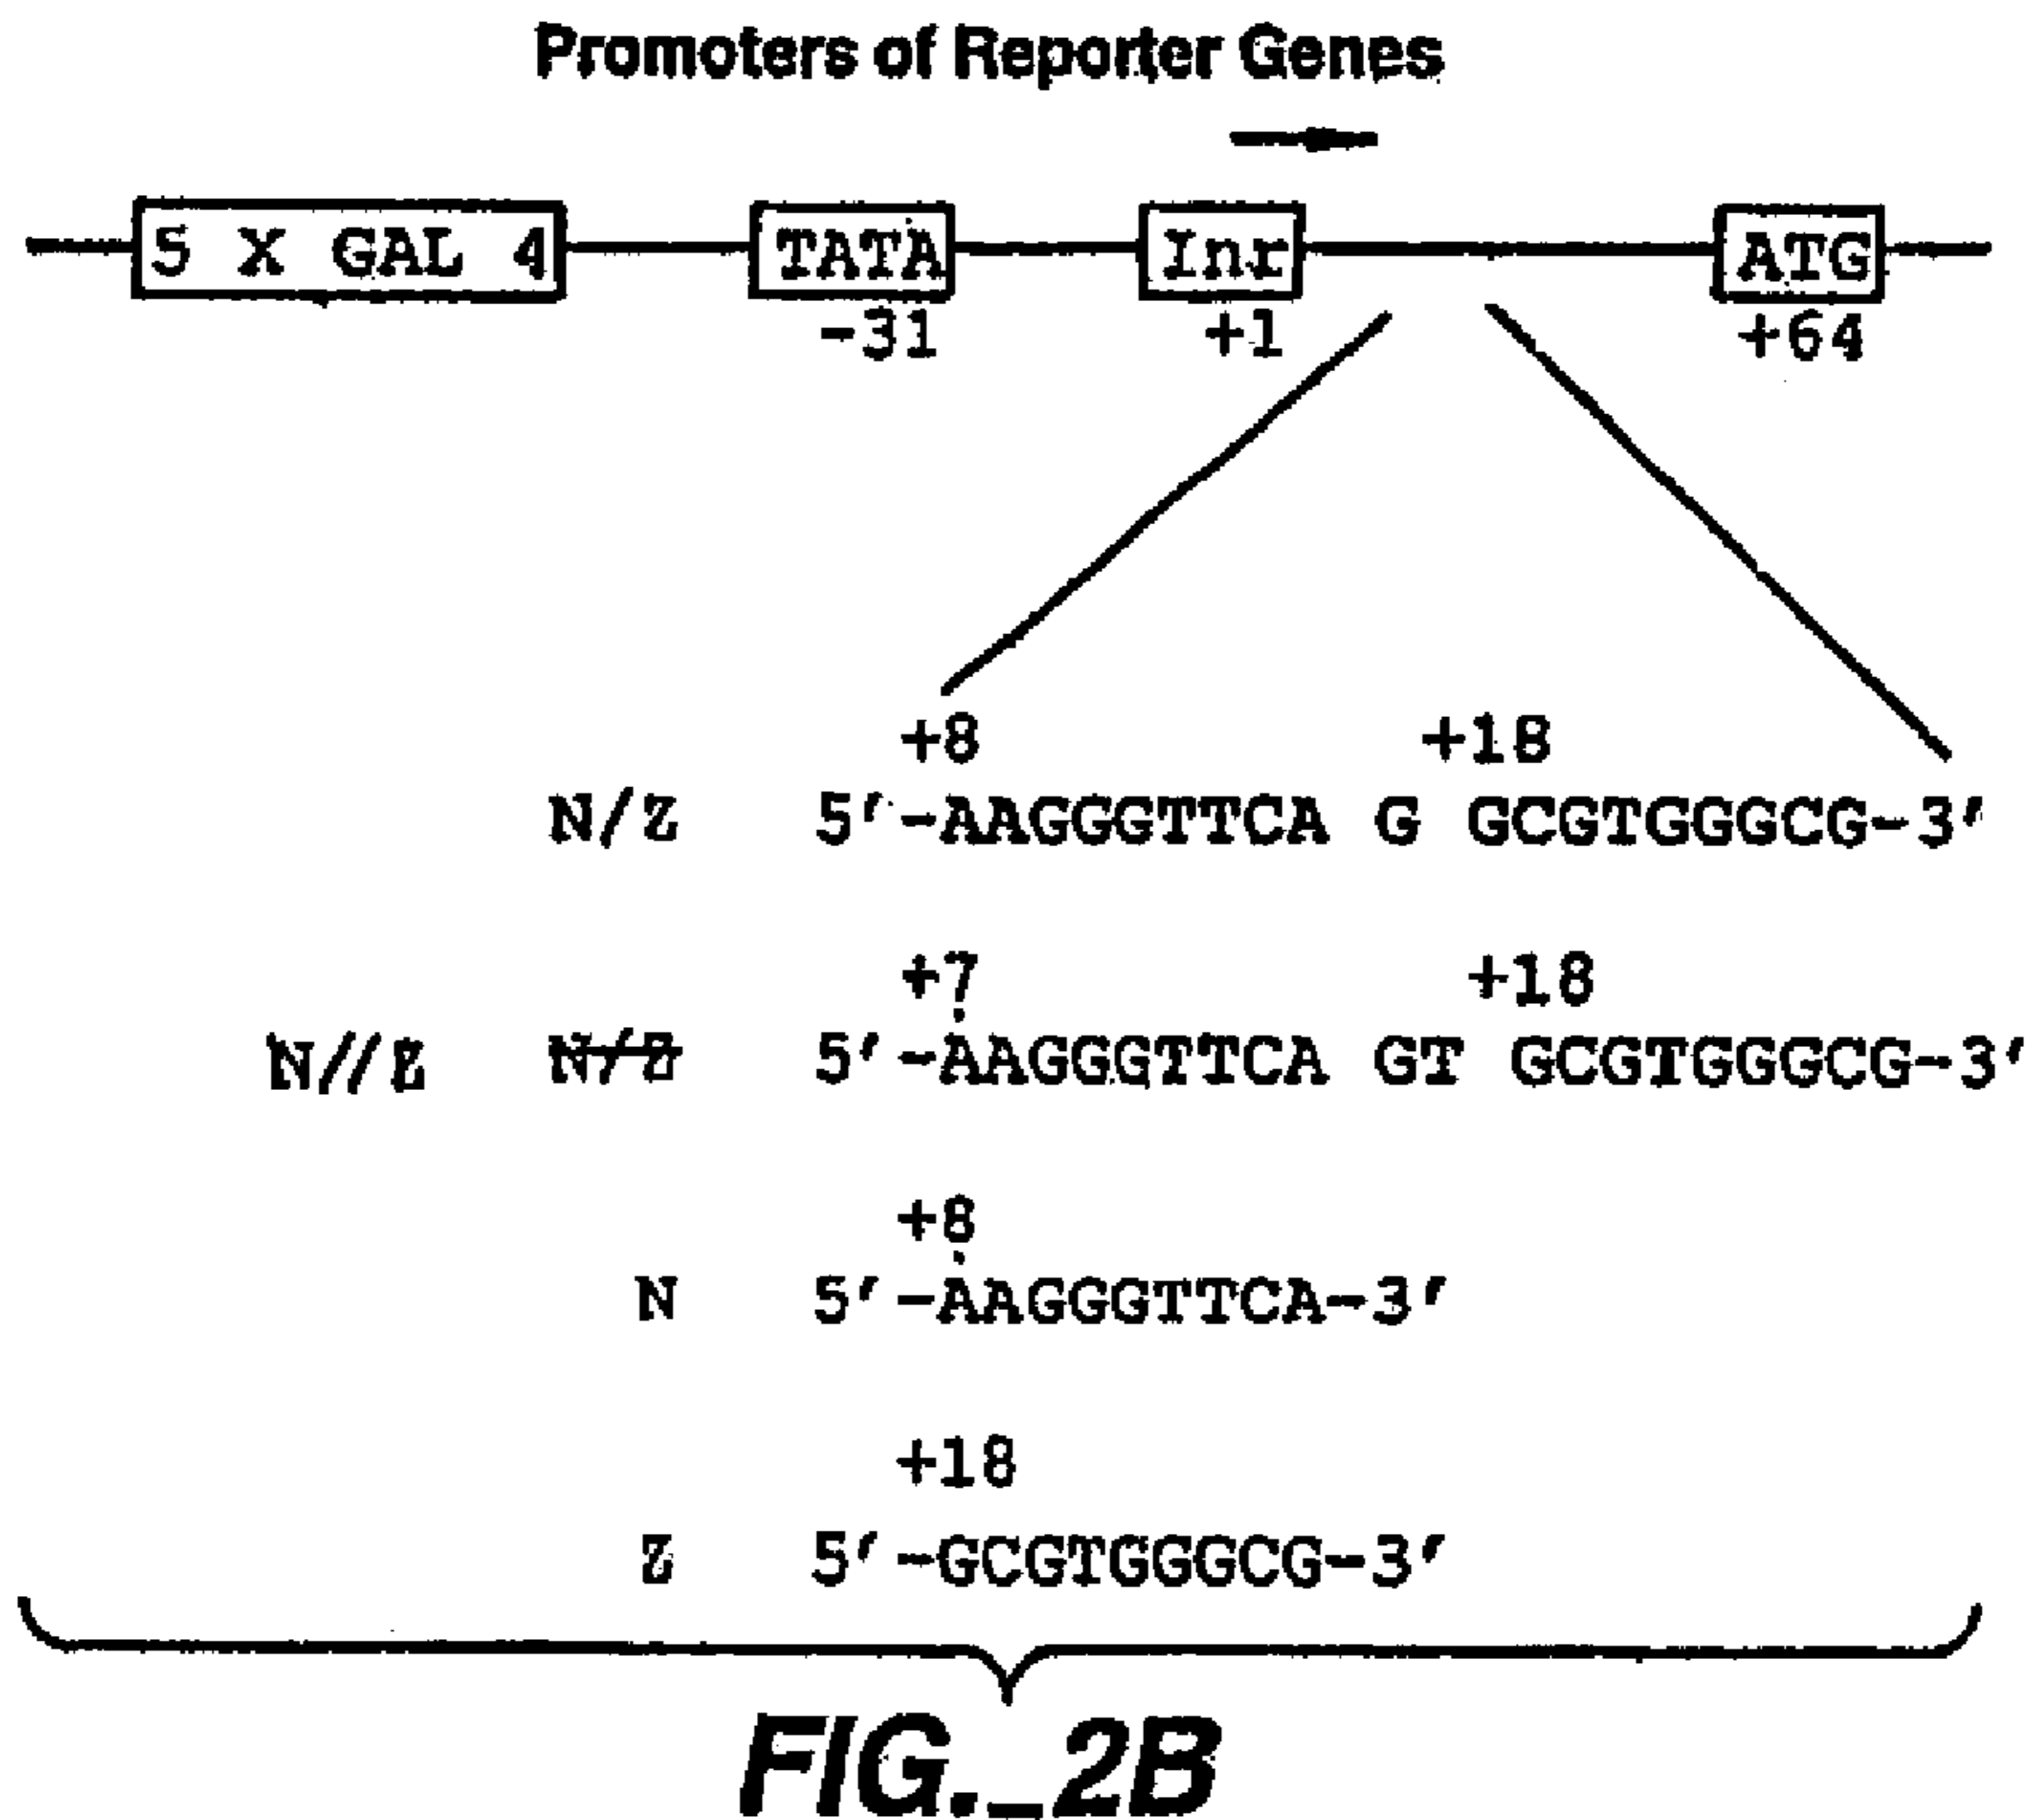 Promoters of Reporter Genes
5 X GAL 4 TATA Inr ATG
-31 +1 +64
+8 +18
N/Z 5'-AAGGGTTCA G GCGTGGGCG-3'
+7 +18
N//Z N/Z 5'-AAGGGTTCA GT GCGTGGGCG-3'
+8
N 5'-AAGGGTTCA-3'
+18
Z 5'-GCGTGGGCG-3'
FIG._2B